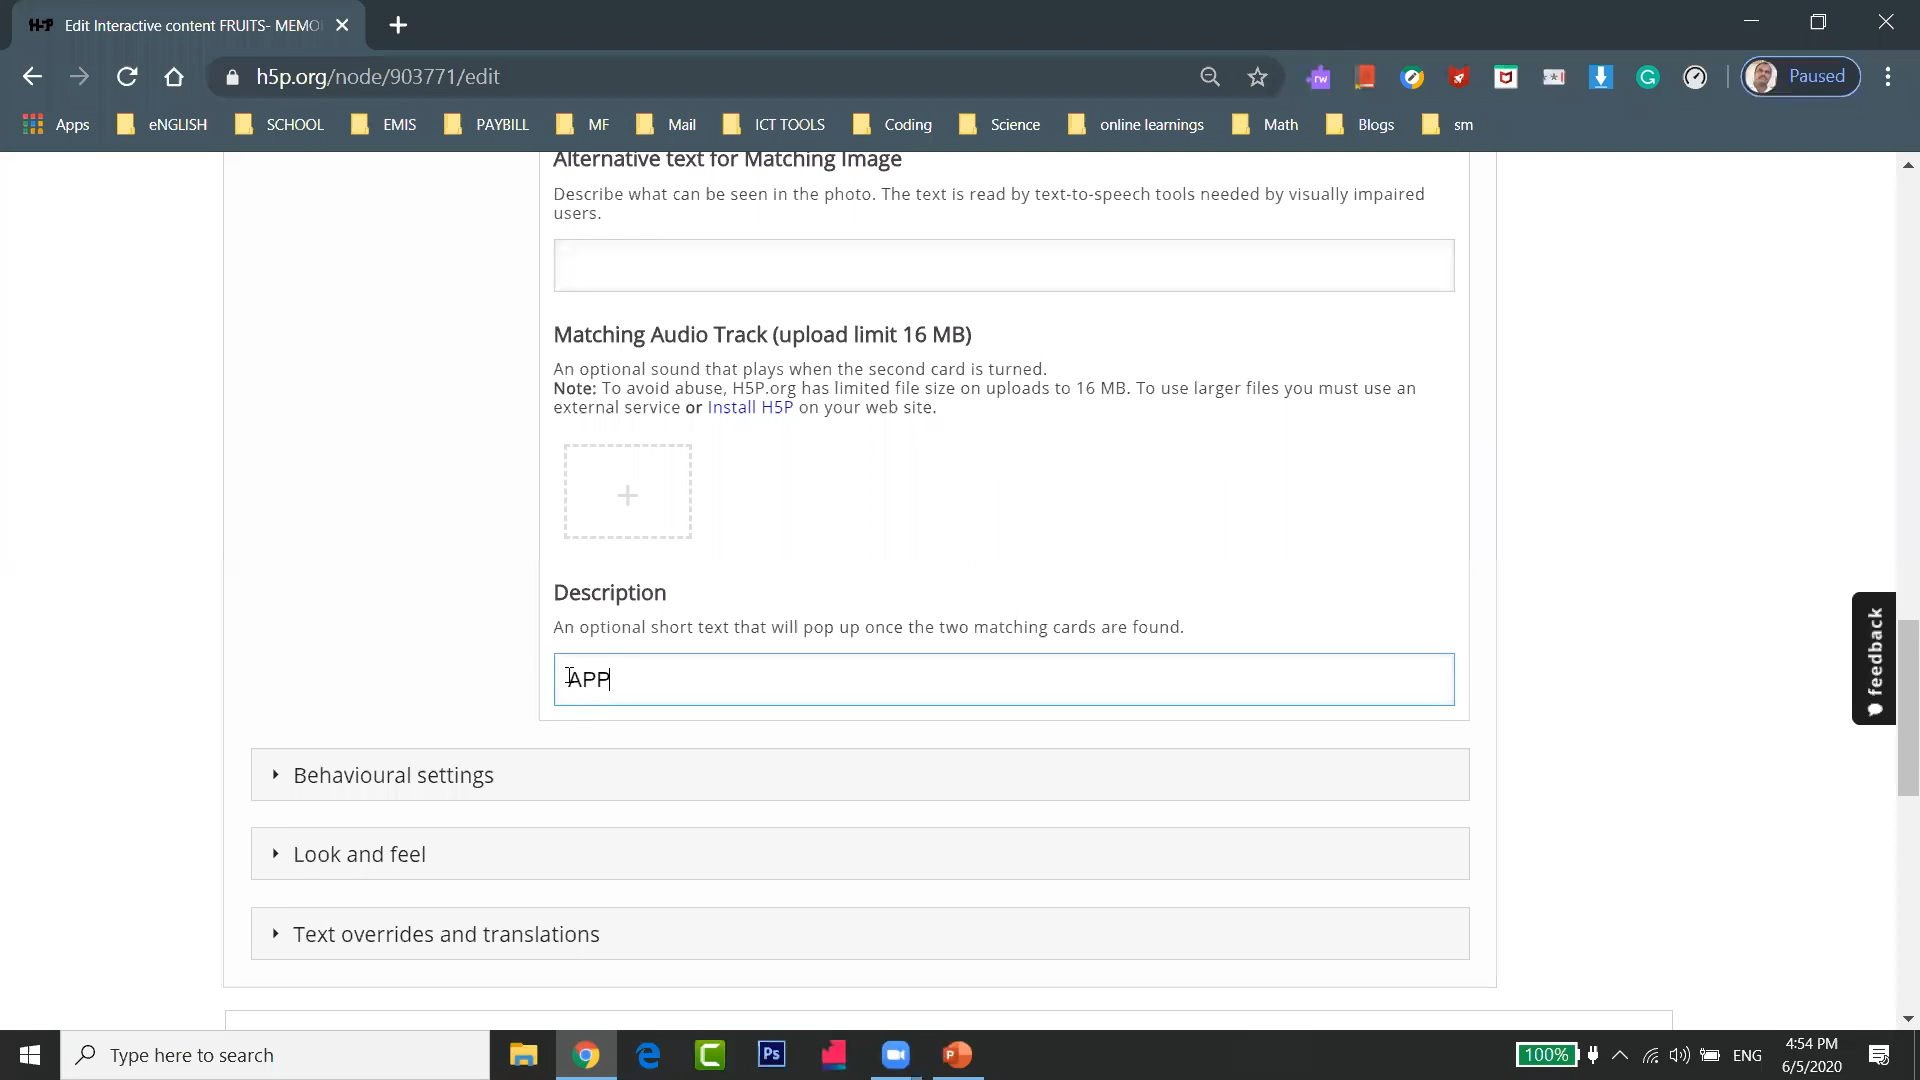 H-P Edit Interactive content FRUITS- MEMO
h5p.org/node/903771/edit
Paused
Apps eNGLISH SCHOOL EMIS PAYBILL MF Mail ICT TOOLS Coding Science online learnings Math Blogs sm
Alternative text for Matching Image
Describe what can be seen in the photo. The text is read by text-to-speech tools needed by visually impaired
users.
Matching Audio Track (upload limit 16 MB)
An optional sound that plays when the second card is turned.
Note: To avoid abuse, H5P.org has limited file size on uploads to 16 MB. To use larger files you must use an
external service or Install H5P on your web site.
Description
An optional short text that will pop up once the two matching cards are found.
APP
feedback
Behavioural settings
Look and feel
Text overrides and translations
Type here to search
Ps
100%
ENG
4:54 PM
6/5/2020